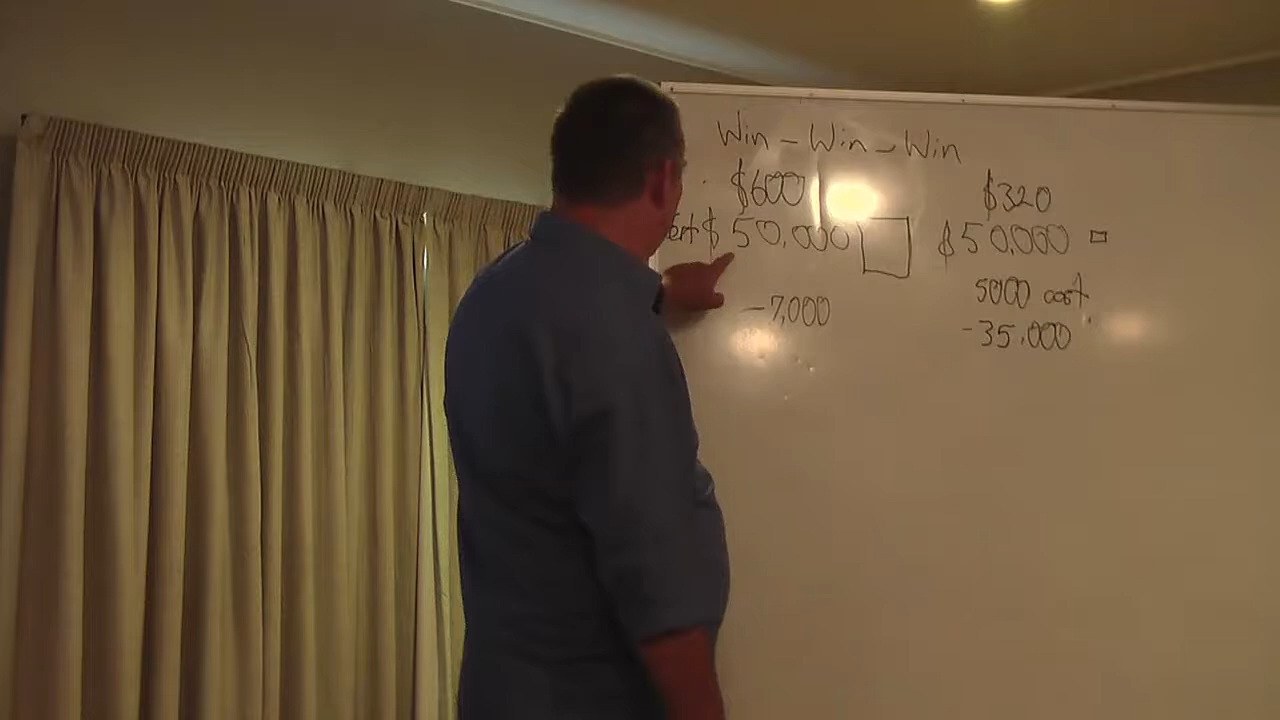 Win - Win - Win
$600 $320
$50,000 $50,000
5000 cost
-7,000
-35,000